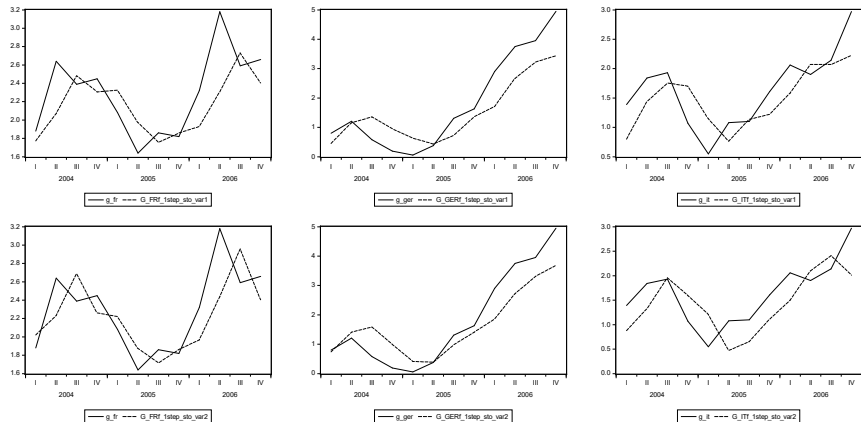 3.2
3.0
2.8
2.6
2.4
2.2
2.0
1.8
1.6
I II III IV I II III IV I II III IV
2004 2005 2006
g_fr G_FRf_1step_sto_var1
5
4
3
2
1
0
I II III IV I II III IV I II III IV
2004 2005 2006
g_ger G_GERf_1step_sto_var1
3.0
2.5
2.0
1.5
1.0
0.5
I II III IV I II III IV I II III IV
2004 2005 2006
g_it G_ITf_1step_sto_var1
3.2
3.0
2.8
2.6
2.4
2.2
2.0
1.8
1.6
I II III IV I II III IV I II III IV
2004 2005 2006
g_fr G_FRf_1step_sto_var2
5
4
3
2
1
0
I II III IV I II III IV I II III IV
2004 2005 2006
g_ger G_GERf_1step_sto_var2
3.0
2.5
2.0
1.5
1.0
0.5
0.0
I II III IV I II III IV I II III IV
2004 2005 2006
g_it G_ITf_1step_sto_var2